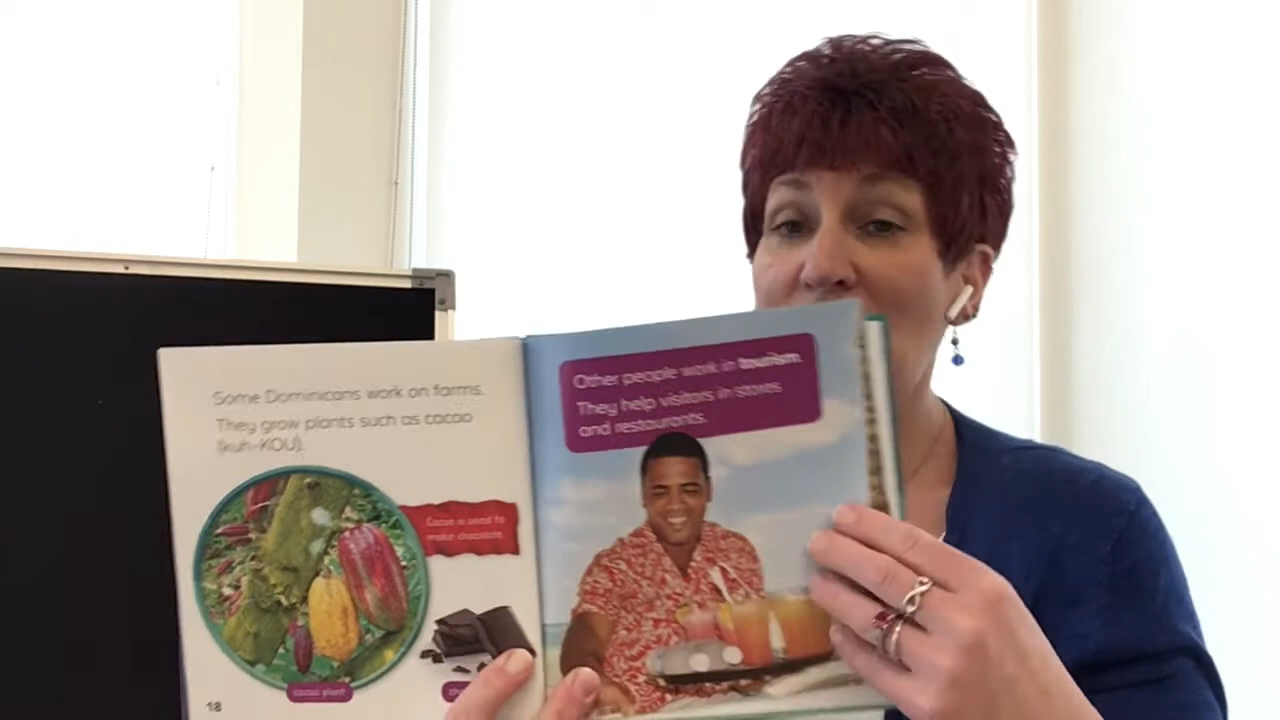 Some Dominicans work on farms.
They grow plants such as cacao
(kuh-KOU).
Cacao is used to
make chocolate
cacao plant
18
Other people work in tourism.
They help visitors in stores
and restaurants.